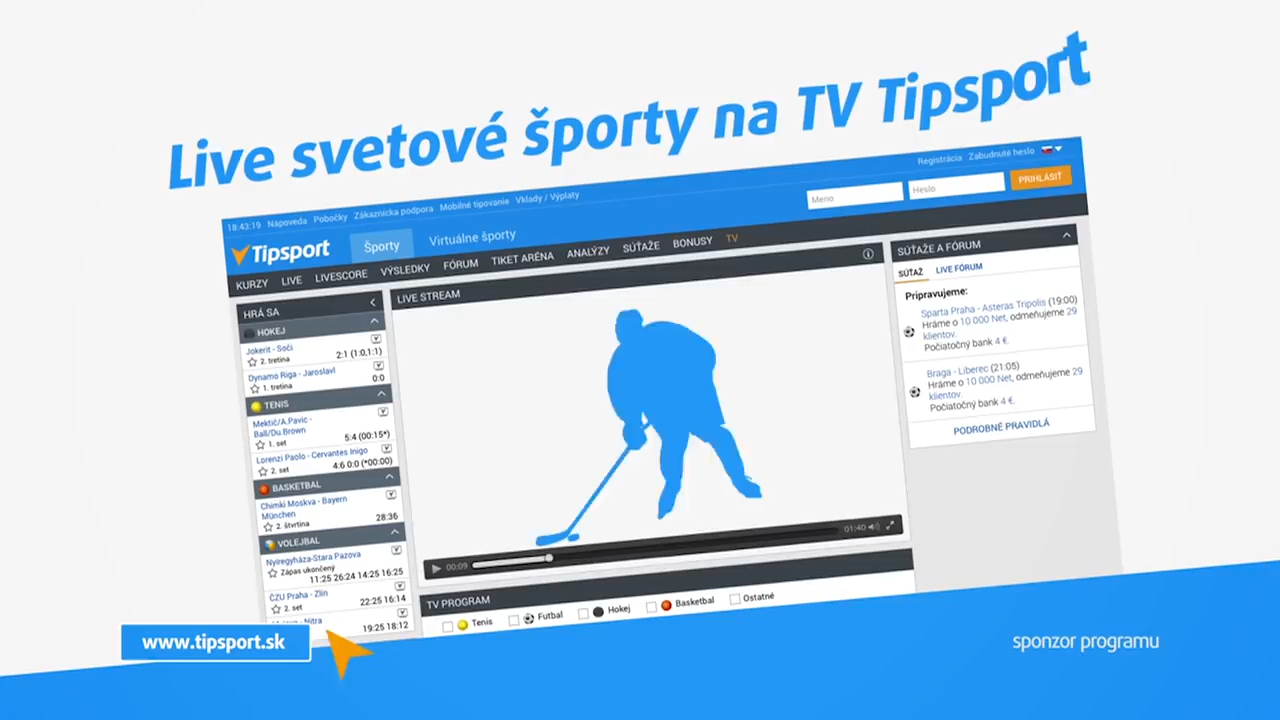 Live svetové športy na TV Tipsport
18:43:19 Nápoveda Pobočky Zákaznícka podpora Mobilné tipovanie Vklady / Výplaty
Registrácia Zabudnuté heslo
Meno
Heslo
PRIHLÁSIŤ
Tipsport
Športy
Virtuálne športy
KURZY LIVE LIVESCORE VÝSLEDKY FÓRUM TIKET ARÉNA ANALÝZY SÚŤAŽE BONUSY TV
HRÁ SA
HOKEJ
Jokerit - Soči
2. tretina 2:1 (1:0,1:1)
Dynamo Riga - Jaroslavľ
1. tretina 0:0
TENIS
Mektić/A.Pavic -
Ball/Du.Brown
1. set 5:4 (00:15*)
Lorenzi Paolo - Cervantes Inigo
2. set 4:6 0:0 (*00:00)
BASKETBAL
Chimki Moskva - Bayern
München
2. štvrtina 28:36
VOLEJBAL
Nyiregyháza-Stara Pazova
Zápas ukončený
11:25 26:24 14:25 16:25
ČZU Praha - Zlín
2. set 22:25 16:14
Nitra
19:25 18:12
LIVE STREAM
00:09
01:40
TV PROGRAM
Tenis Futbal Hokej Basketbal Ostatné
SÚŤAŽE A FÓRUM
SÚŤAŽ LIVE FÓRUM
Pripravujeme:
Sparta Praha - Asteras Tripolis (19:00)
Hráme o 10 000 Net, odmeňujeme 29
klientov.
Počiatočný bank 4 €.
Braga - Liberec (21:05)
Hráme o 10 000 Net, odmeňujeme 29
klientov.
Počiatočný bank 4 €.
PODROBNÉ PRAVIDLÁ
www.tipsport.sk
sponzor programu